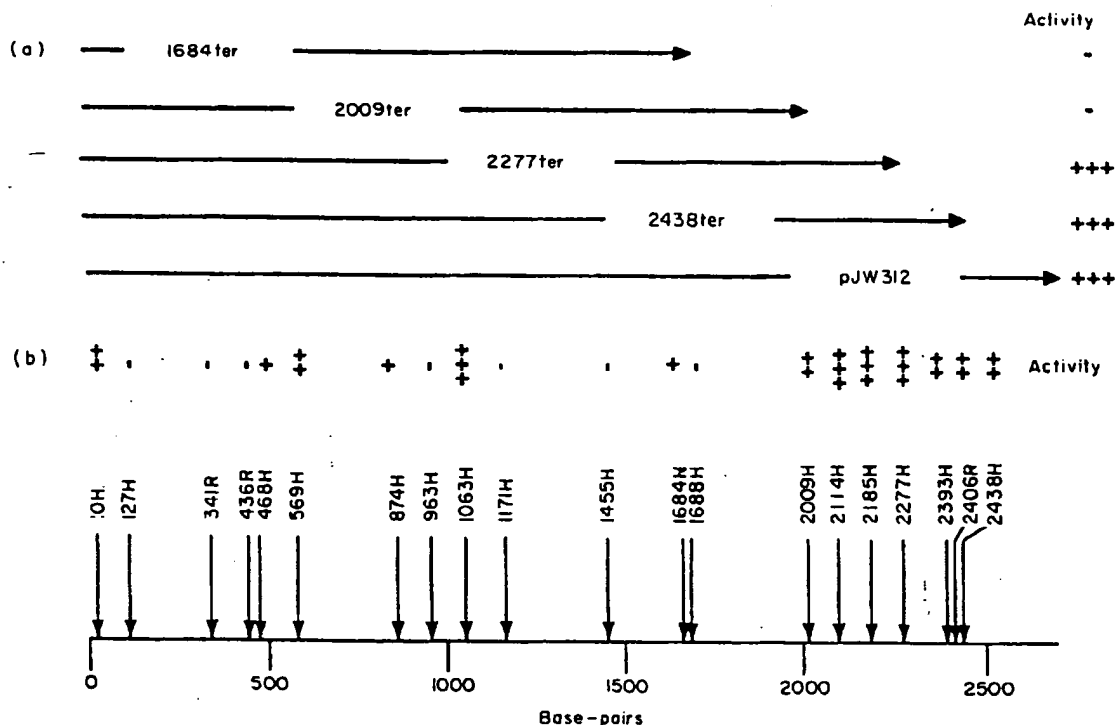 Activity
(a) 1684ter -
2009ter -
2277ter +++
2438ter +++
pJW312 +++
(b) ++ - - - + ++ + - +++ - - + - ++ +++ +++ +++ ++ ++ ++ Activity
10H 127H 341R 436R 468H 569H 874H 963H 1063H 1171H 1455H 1684H 1688H 2009H 2114H 2185H 2277H 2393H 2406R 2438H
0 500 1000 1500 2000 2500
Base-pairs